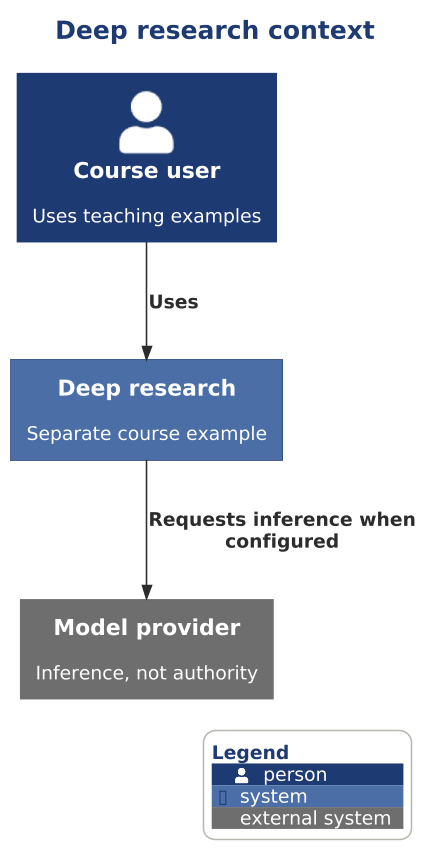 Deep research context
Course user
Uses teaching examples
Uses
Deep research
Separate course example
Requests inference when
configured
Model provider
Inference, not authority
Legend
person
system
external system